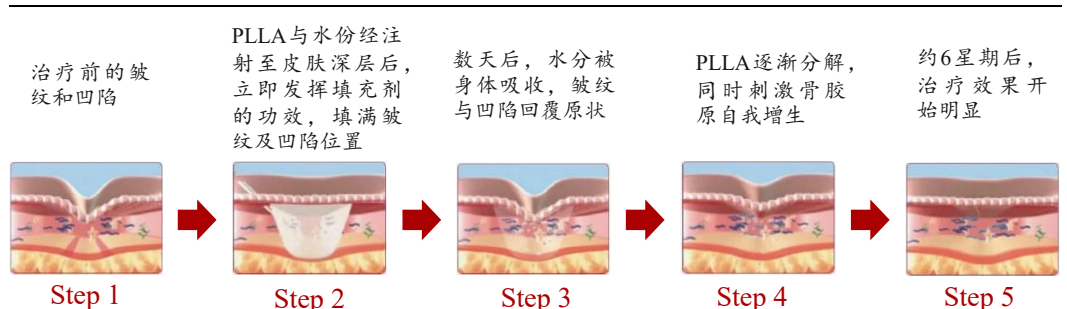 治疗前的皱
纹和凹陷
PLLA与水份经注
射至皮肤深层后，
立即发挥填充剂
的功效，填满皱
纹及凹陷位置
数天后，水分被
身体吸收，皱纹
与凹陷回覆原状
PLLA逐渐分解，
同时刺激骨胶
原自我增生
约6星期后，
治疗效果开
始明显
Step 1
Step 2
Step 3
Step 4
Step 5